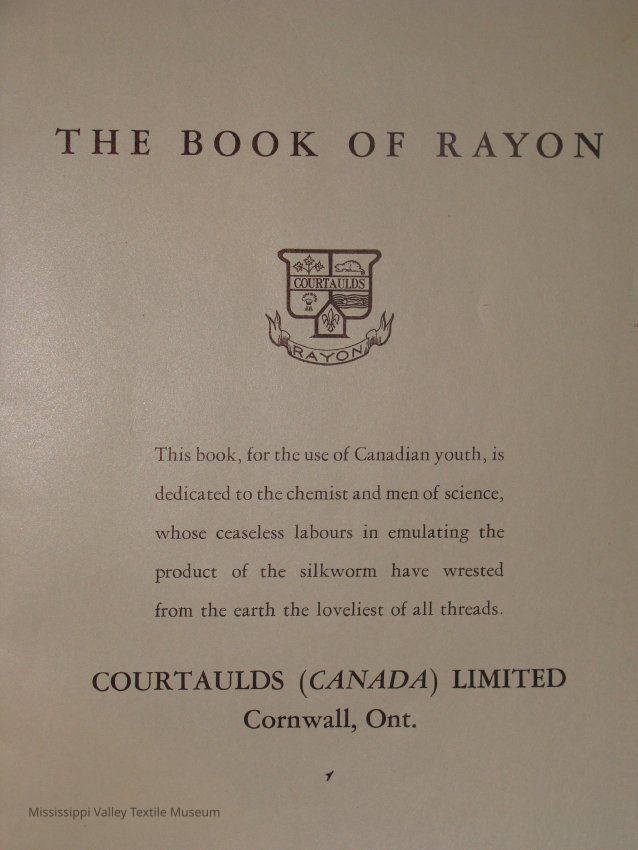 THE BOOK OF RAYON
COURTAULDS
RAYON
This book, for the use of Canadian youth, is
dedicated to the chemist and men of science,
whose ceaseless labours in emulating the
product of the silkworm have wrested
from the earth the loveliest of all threads.
COURTAULDS (CANADA) LIMITED
Cornwall, Ont.
Mississippi Valley Textile Museum